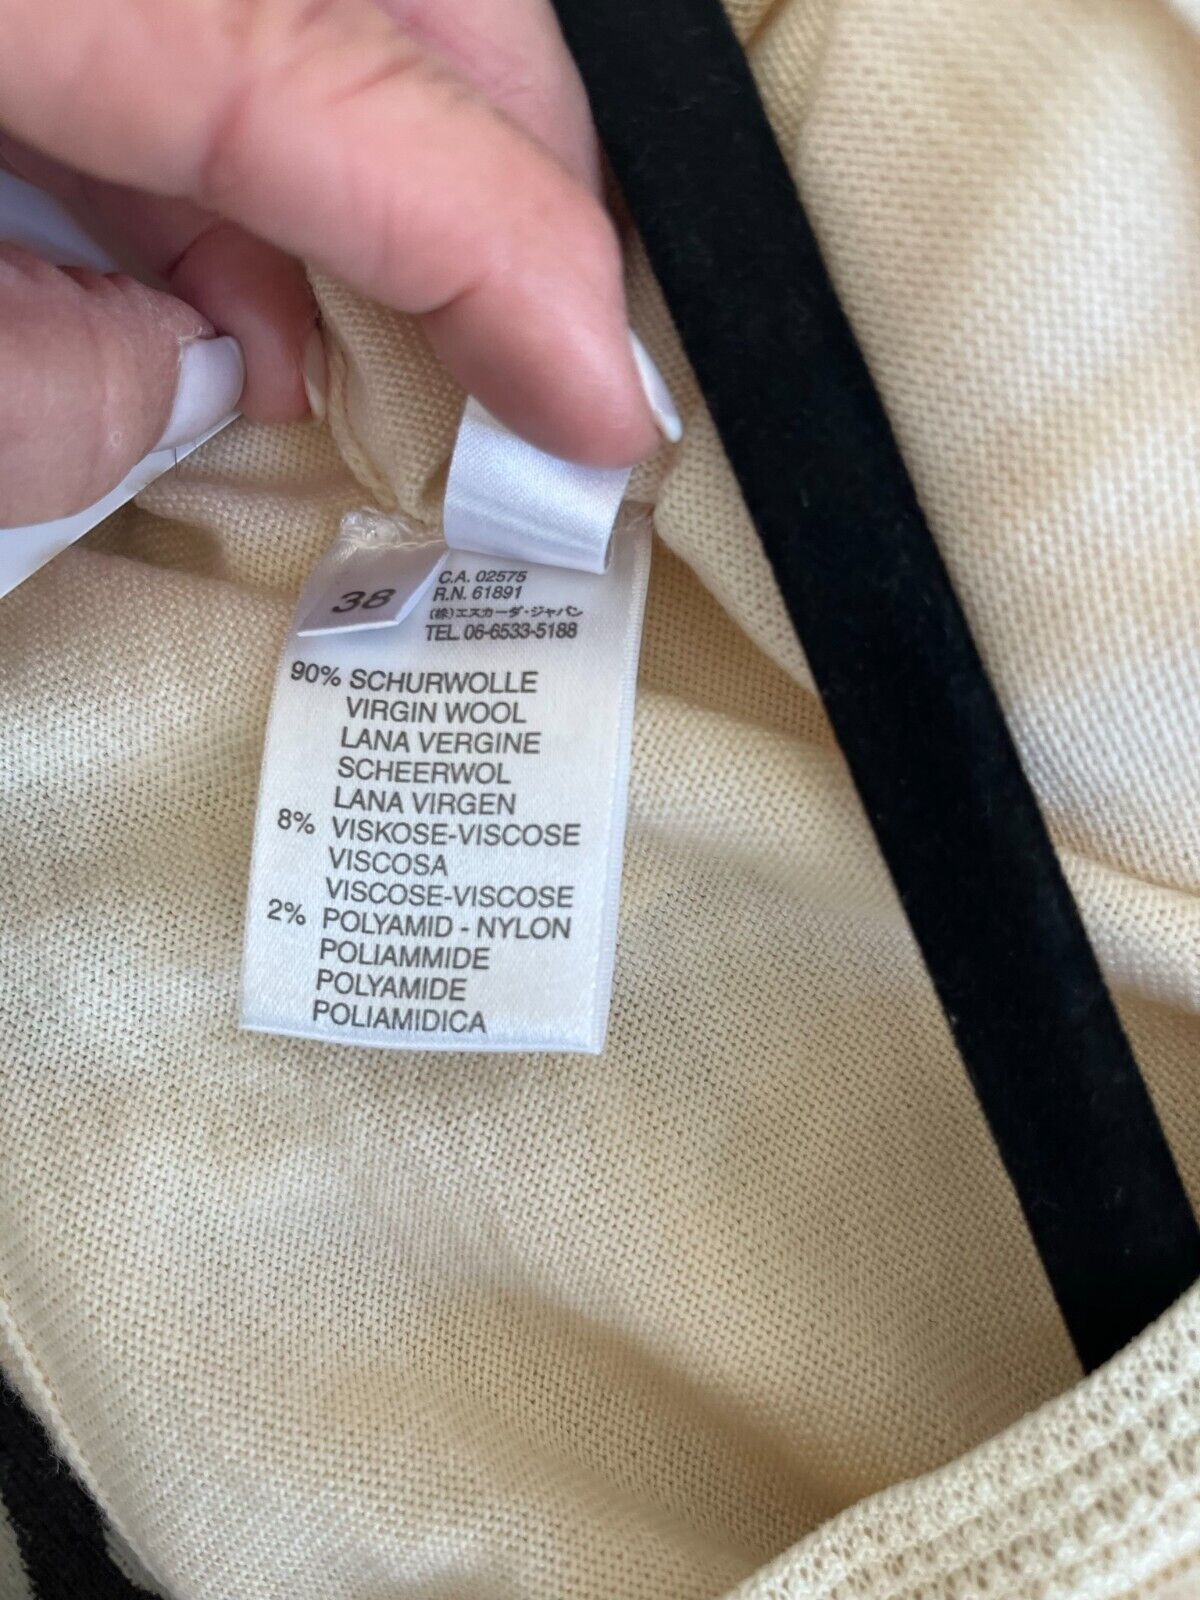 38
C.A. 02575
R.N. 61891
(株)エスカーダ・ジャパン
TEL. 06-6533-5188
90% SCHURWOLLE
VIRGIN WOOL
LANA VERGINE
SCHEERWOL
LANA VIRGEN
8% VISKOSE-VISCOSE
VISCOSA
VISCOSE-VISCOSE
2% POLYAMID - NYLON
POLIAMMIDE
POLYAMIDE
POLIAMIDICA